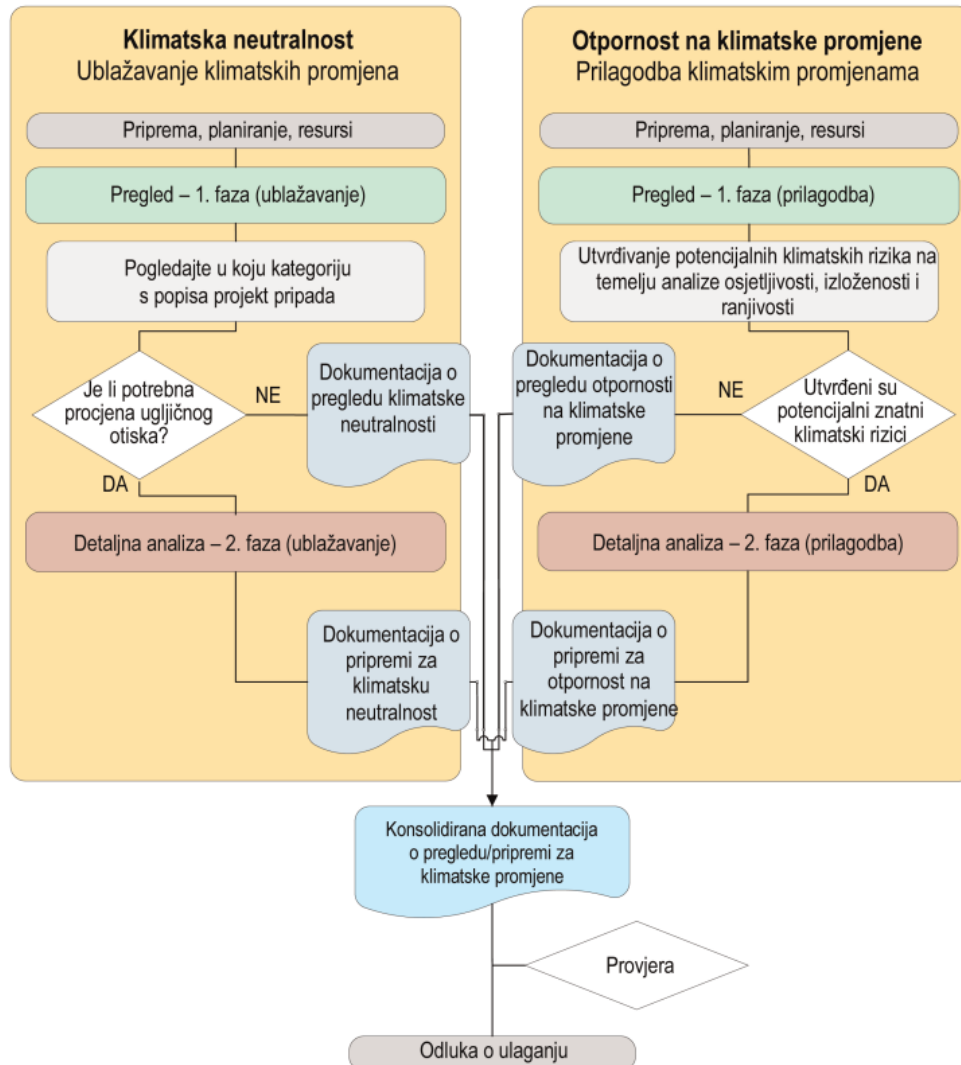 Klimatska neutralnost
Ublažavanje klimatskih promjena
Priprema, planiranje, resursi
Pregled – 1. faza (ublažavanje)
Pogledajte u koju kategoriju
s popisa projekt pripada
Je li potrebna
procjena ugljičnog
otiska?
NE
DA
Dokumentacija o
pregledu klimatske
neutralnosti
Detaljna analiza – 2. faza (ublažavanje)
Dokumentacija o
pripremi za
klimatsku
neutralnost
Otpornost na klimatske promjene
Prilagodba klimatskim promjenama
Priprema, planiranje, resursi
Pregled – 1. faza (prilagodba)
Utvrđivanje potencijalnih klimatskih rizika na
temelju analize osjetljivosti, izloženosti i
ranjivosti
Dokumentacija o
pregledu otpornosti
na klimatske
promjene
NE
Utvrđeni su
potencijalni znatni
klimatski rizici
DA
Detaljna analiza – 2. faza (prilagodba)
Dokumentacija o
pripremi za
otpornost na
klimatske promjene
Konsolidirana dokumentacija
o pregledu/pripremi za
klimatske promjene
Provjera
Odluka o ulaganju